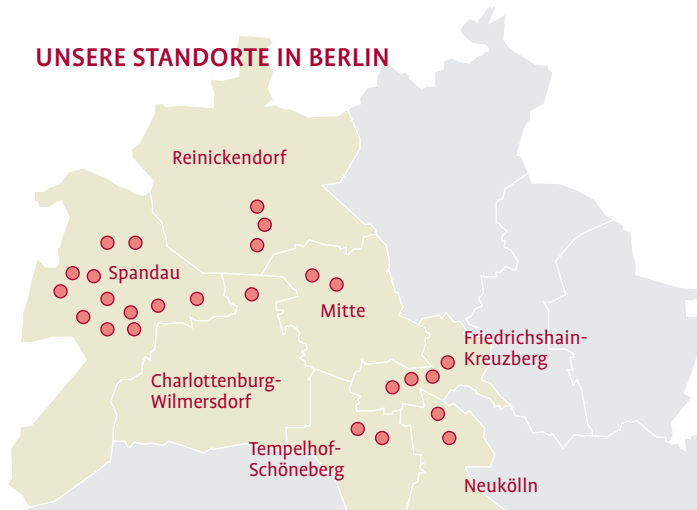 UNSERE STANDORTE IN BERLIN
Reinickendorf
Spandau
Mitte
Friedrichshain-
Kreuzberg
Charlottenburg-
Wilmersdorf
Tempelhof-
Schöneberg
Neukölln